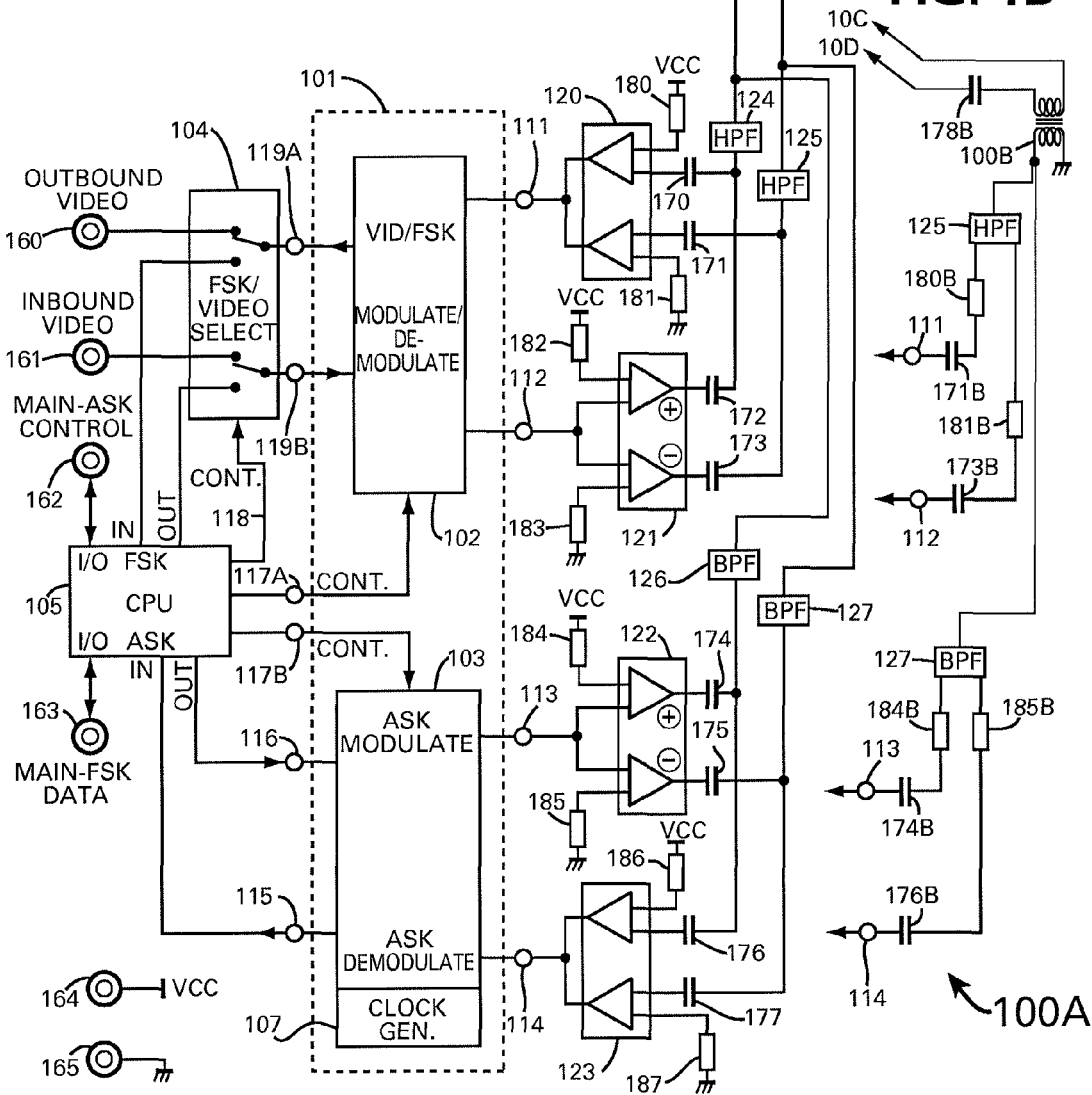 10C
10D
178B
100B
101
VCC
180
120
124
HPF
125
HPF
104
119A
111
OUTBOUND
VIDEO
160
VID/FSK
170
171
125
HPF
180B
FSK/
VIDEO
SELECT
MODULATE/
DE-
MODULATE
181
VCC
INBOUND
VIDEO
161
182
111
171B
MAIN-ASK
CONTROL
119B
112
172
181B
162
CONT.
173
173B
IN
OUT
118
102
183
121
112
I/O FSK
117A
CONT.
126
BPF
105
CPU
VCC
BPF
127
I/O ASK
117B
CONT.
184
122
174
IN
OUT
103
127
BPF
163
113
184B
185B
116
ASK
MODULATE
175
MAIN-FSK
DATA
113
185
VCC
174B
186
115
176B
ASK
DEMODULATE
176
164
VCC
107
CLOCK
GEN.
114
177
114
100A
165
123
187